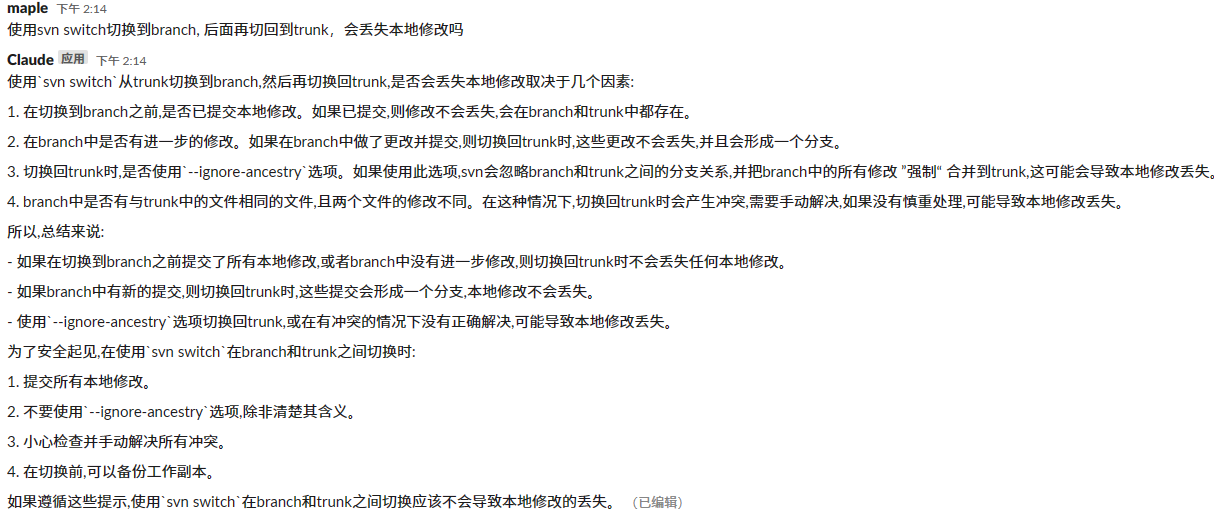 maple 下午 2:14
使用svn switch切换到branch, 后面再切回到trunk，会丢失本地修改吗
Claude 应用 下午 2:14
使用`svn switch`从trunk切换到branch,然后再切换回trunk,是否会丢失本地修改取决于几个因素:
1. 在切换到branch之前,是否已提交本地修改。如果已提交,则修改不会丢失,会在branch和trunk中都存在。
2. 在branch中是否有进一步的修改。如果在branch中做了更改并提交,则切换回trunk时,这些更改不会丢失,并且会形成一个分支。
3. 切换回trunk时,是否使用`--ignore-ancestry`选项。如果使用此选项,svn会忽略branch和trunk之间的分支关系,并把branch中的所有修改 ”强制“ 合并到trunk,这可能会导致本地修改丢失。
4. branch中是否有与trunk中的文件相同的文件,且两个文件的修改不同。在这种情况下,切换回trunk时会产生冲突,需要手动解决,如果没有慎重处理,可能导致本地修改丢失。
所以,总结来说:
- 如果在切换到branch之前提交了所有本地修改,或者branch中没有进一步修改,则切换回trunk时不会丢失任何本地修改。
- 如果branch中有新的提交,则切换回trunk时,这些提交会形成一个分支,本地修改不会丢失。
- 使用`--ignore-ancestry`选项切换回trunk,或在有冲突的情况下没有正确解决,可能导致本地修改丢失。
为了安全起见,在使用`svn switch`在branch和trunk之间切换时:
1. 提交所有本地修改。
2. 不要使用`--ignore-ancestry`选项,除非清楚其含义。
3. 小心检查并手动解决所有冲突。
4. 在切换前,可以备份工作副本。
如果遵循这些提示,使用`svn switch`在branch和trunk之间切换应该不会导致本地修改的丢失。 （已编辑）